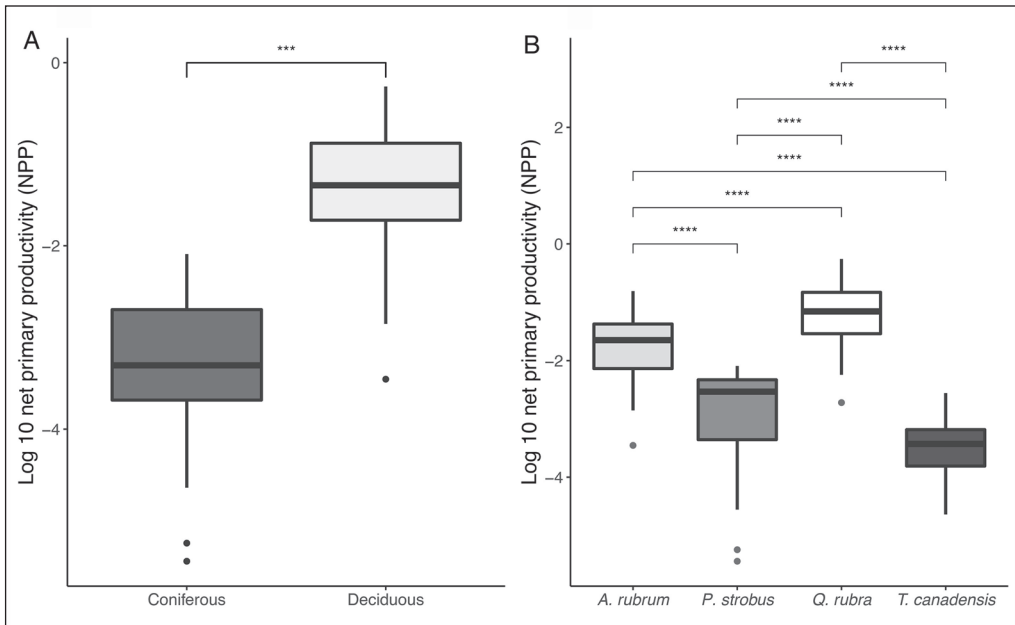 A
***
0
−2
−4
Log 10 net primary productivity (NPP)
Coniferous
Deciduous
B
****
****
****
****
****
****
2
0
−2
−4
Log 10 net primary productivity (NPP)
A. rubrum
P. strobus
Q. rubra
T. canadensis